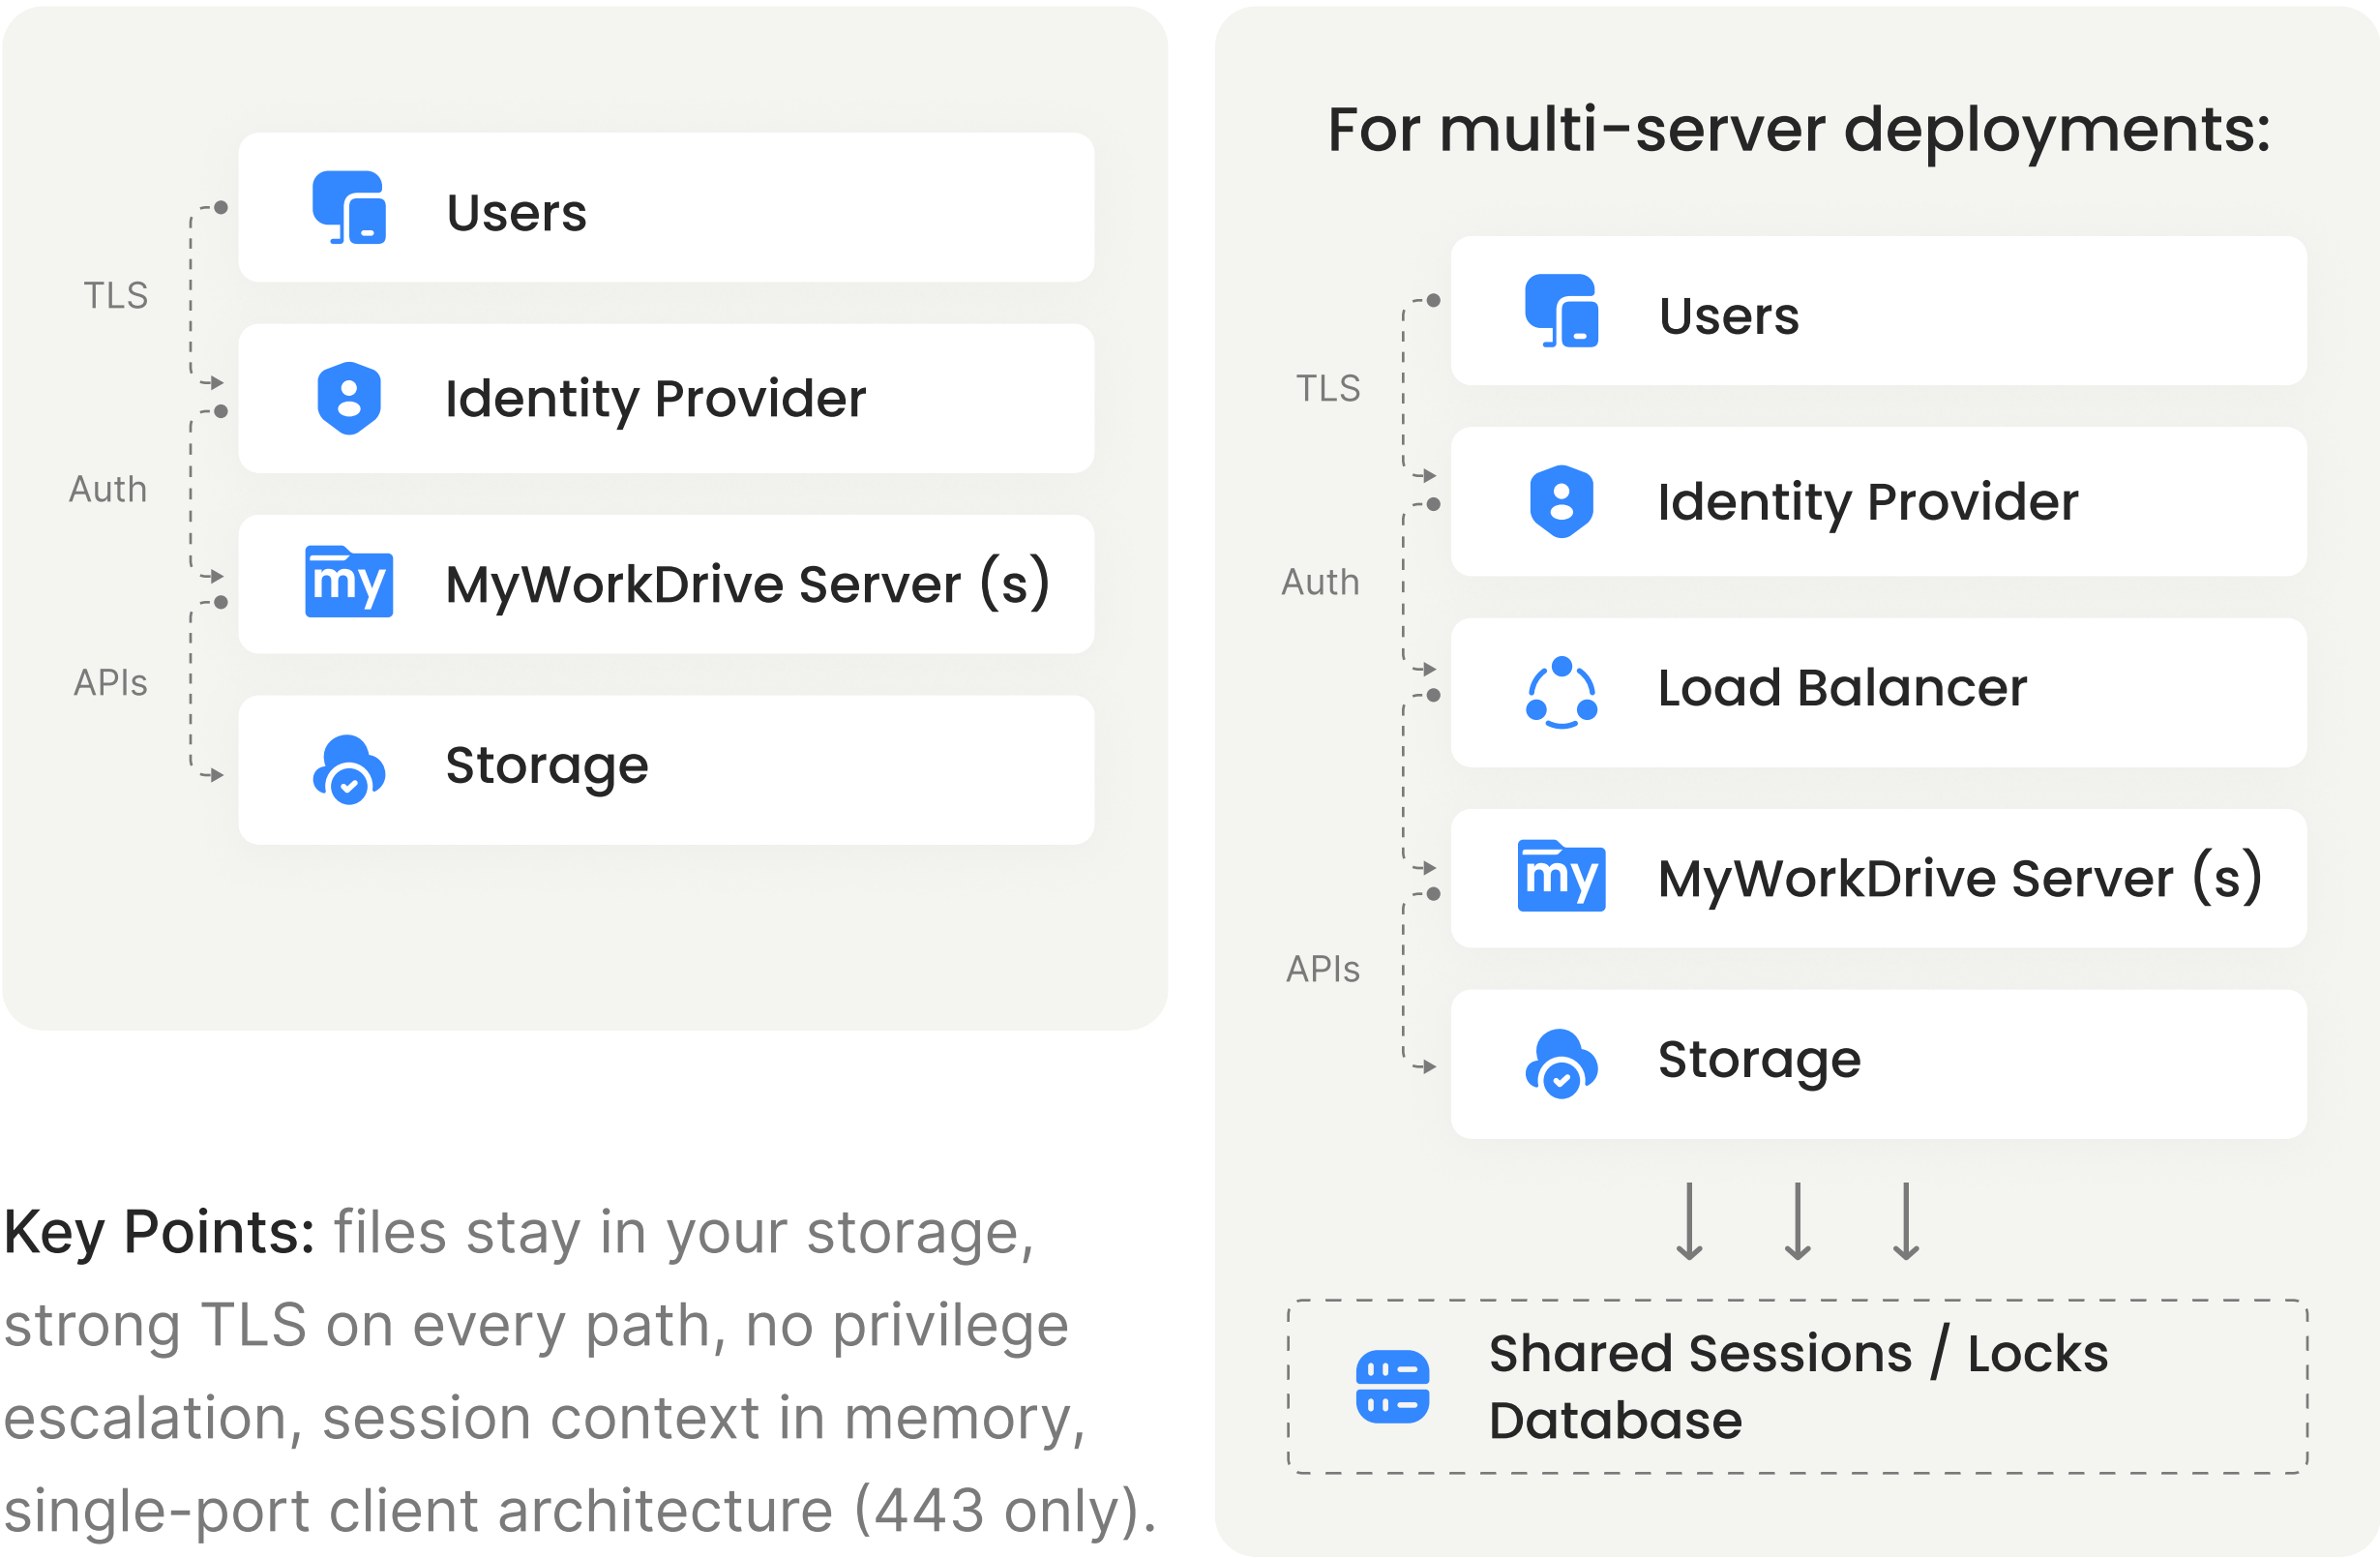 Users
TLS
Identity Provider
Auth
my
MyWorkDrive Server (s)
APIs
Storage
Key Points: files stay in your storage,
strong TLS on every path, no privilege
escalation, session context in memory,
single-port client architecture (443 only).
For multi-server deployments:
Users
TLS
Identity Provider
Auth
Load Balancer
my
MyWorkDrive Server (s)
APIs
Storage
Shared Sessions / Locks
Database